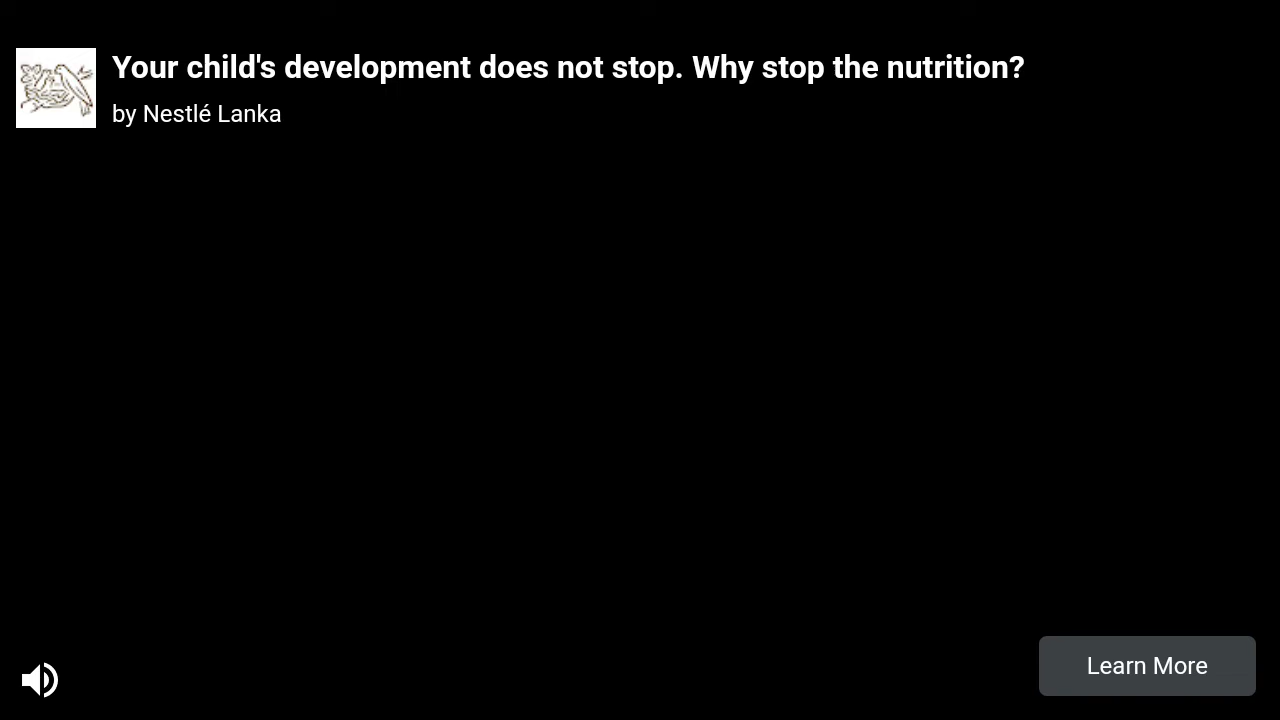 Your child's development does not stop. Why stop the nutrition?
by Nestlé Lanka
Learn More